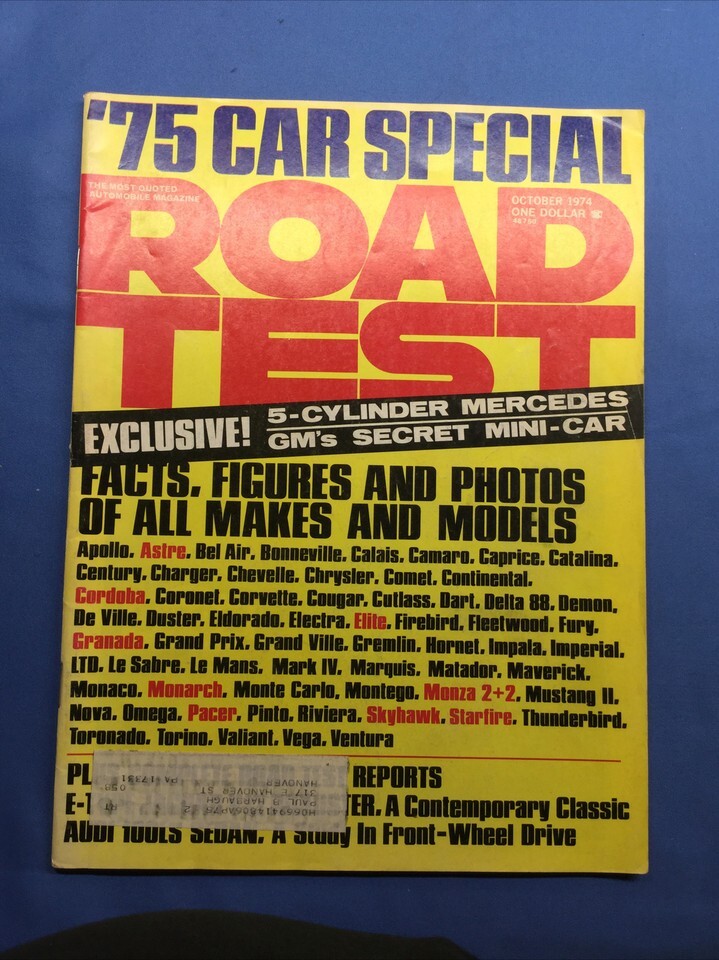 '75 CAR SPECIAL
THE MOST QUOTED
AUTOMOBILE MAGAZINE
OCTOBER 1974
ONE DOLLAR
ROAD
TEST
EXCLUSIVE!
5-CYLINDER MERCEDES
GM's SECRET MINI-CAR
FACTS, FIGURES AND PHOTOS
OF ALL MAKES AND MODELS
Apollo, Astre, Bel Air, Bonneville, Calais, Camaro, Caprice, Catalina,
Century, Charger, Chevelle, Chrysler, Comet, Continental,
Cordoba, Coronet, Corvette, Cougar, Cutlass, Dart, Delta 88, Demon,
De Ville, Duster, Eldorado, Electra, Elite, Firebird, Fleetwood, Fury,
Granada, Grand Prix, Grand Ville, Gremlin, Hornet, Impala, Imperial,
LTD, Le Sabre, Le Mans, Mark IV, Marquis, Matador, Maverick,
Monaco, Monarch, Monte Carlo, Montego, Monza 2+2, Mustang II,
Nova, Omega, Pacer, Pinto, Riviera, Skyhawk, Starfire, Thunderbird,
Toronado, Torino, Valiant, Vega, Ventura
REPORTS
A Contemporary Classic
AUDI 100LS SEDAN, A Study In Front-Wheel Drive
PAUL B HARBAUGH
317 E HANOVER ST
HANOVER
PA 17331